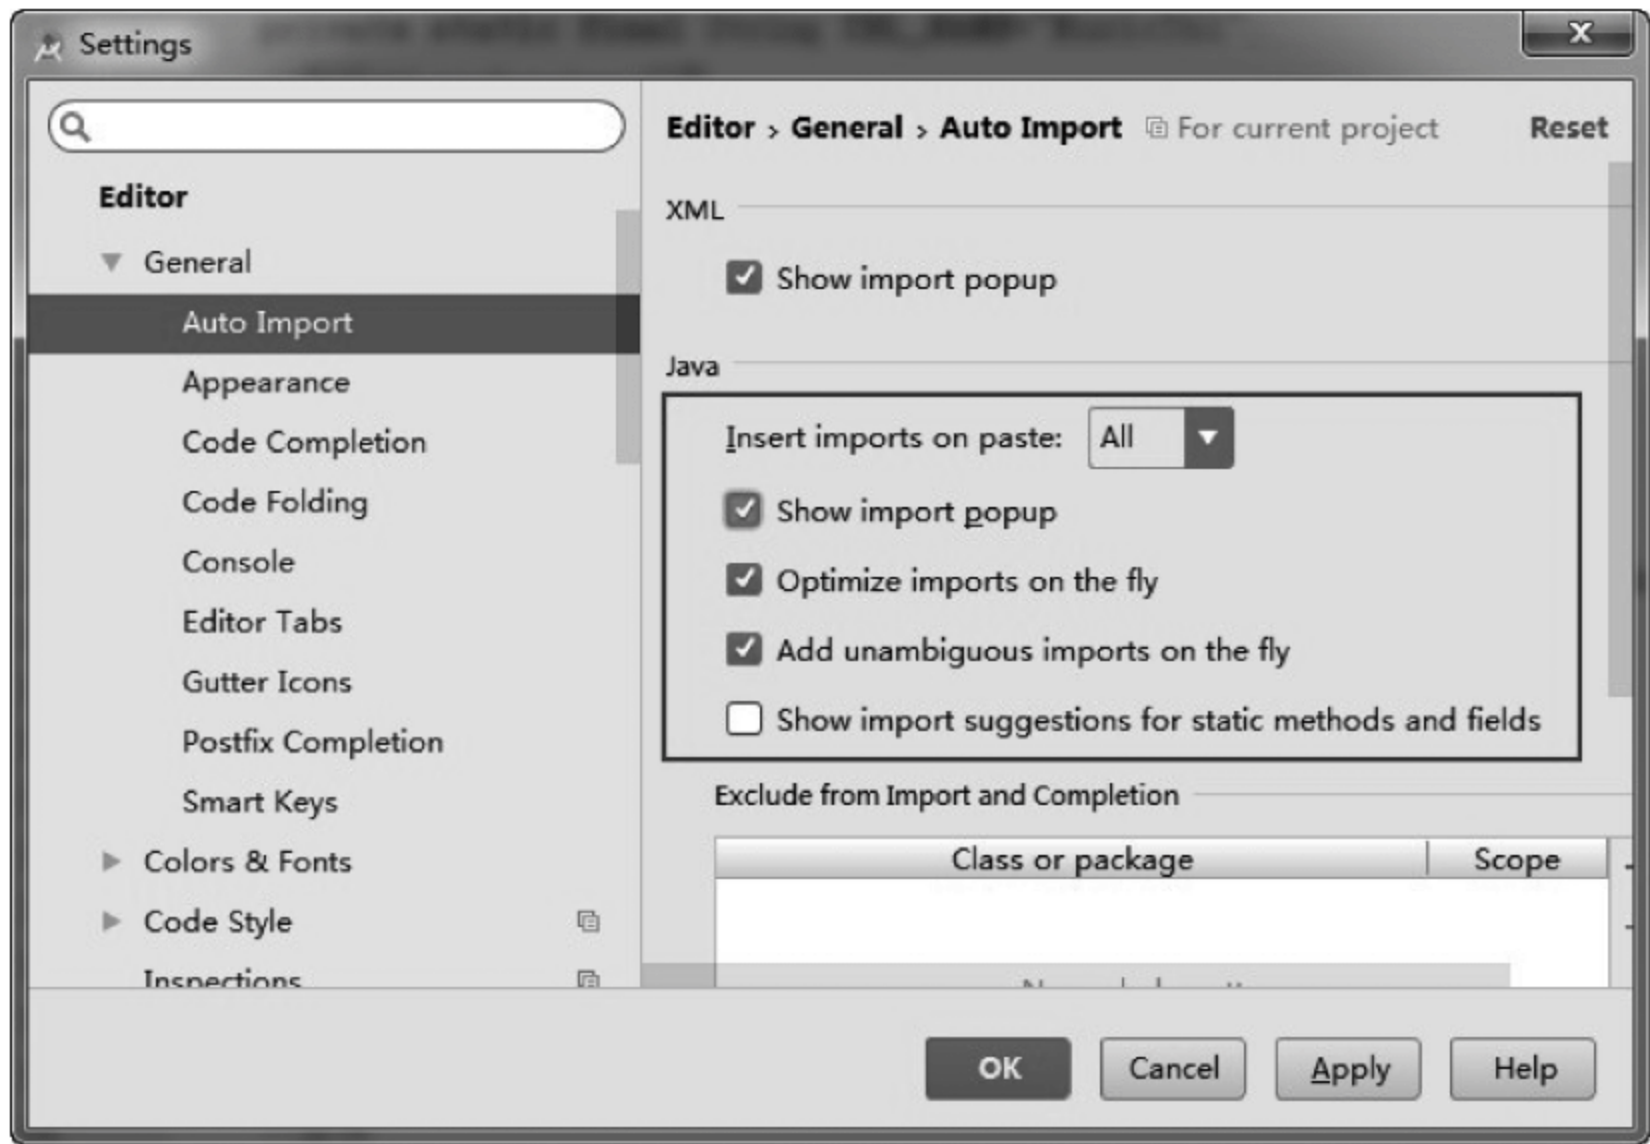 Settings
Editor
General
Auto Import
Appearance
Code Completion
Code Folding
Console
Editor Tabs
Gutter Icons
Postfix Completion
Smart Keys
Colors & Fonts
Code Style
Inspections
Editor › General › Auto Import For current project Reset
XML
Show import popup
Java
Insert imports on paste: All
Show import popup
Optimize imports on the fly
Add unambiguous imports on the fly
Show import suggestions for static methods and fields
Exclude from Import and Completion
Class or package Scope
OK Cancel Apply Help